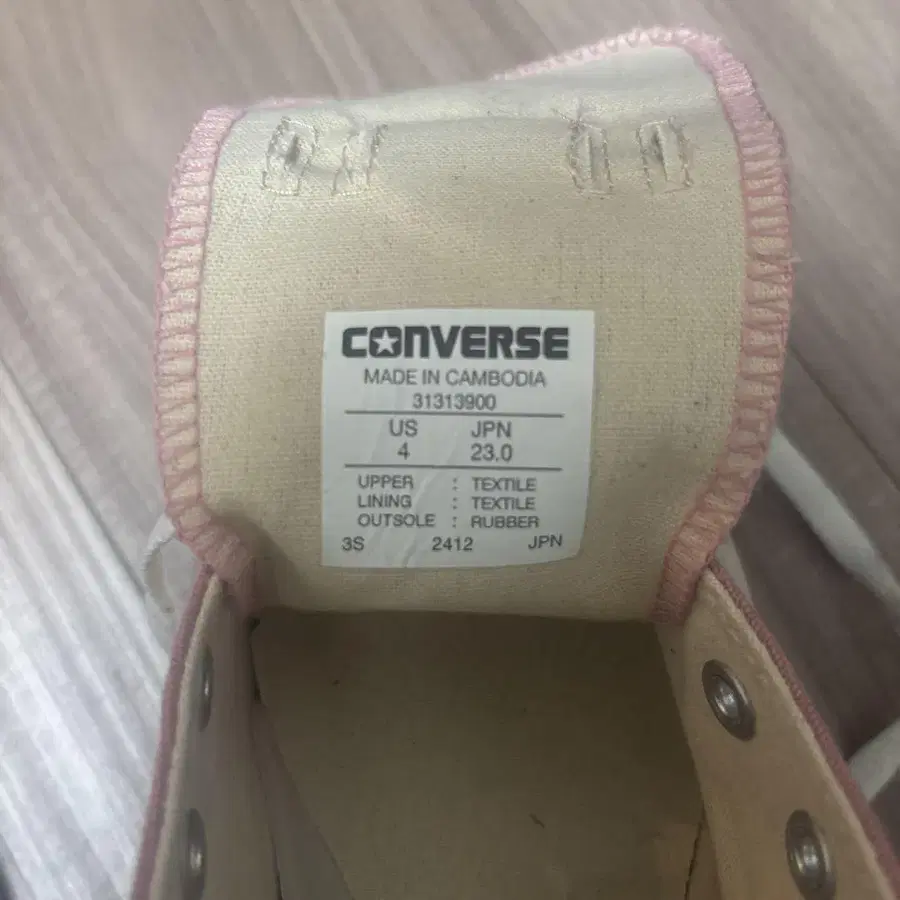 CONVERSE
MADE IN CAMBODIA
31313900
US JPN
4 23.0
UPPER : TEXTILE
LINING : TEXTILE
OUTSOLE : RUBBER
3S 2412 JPN